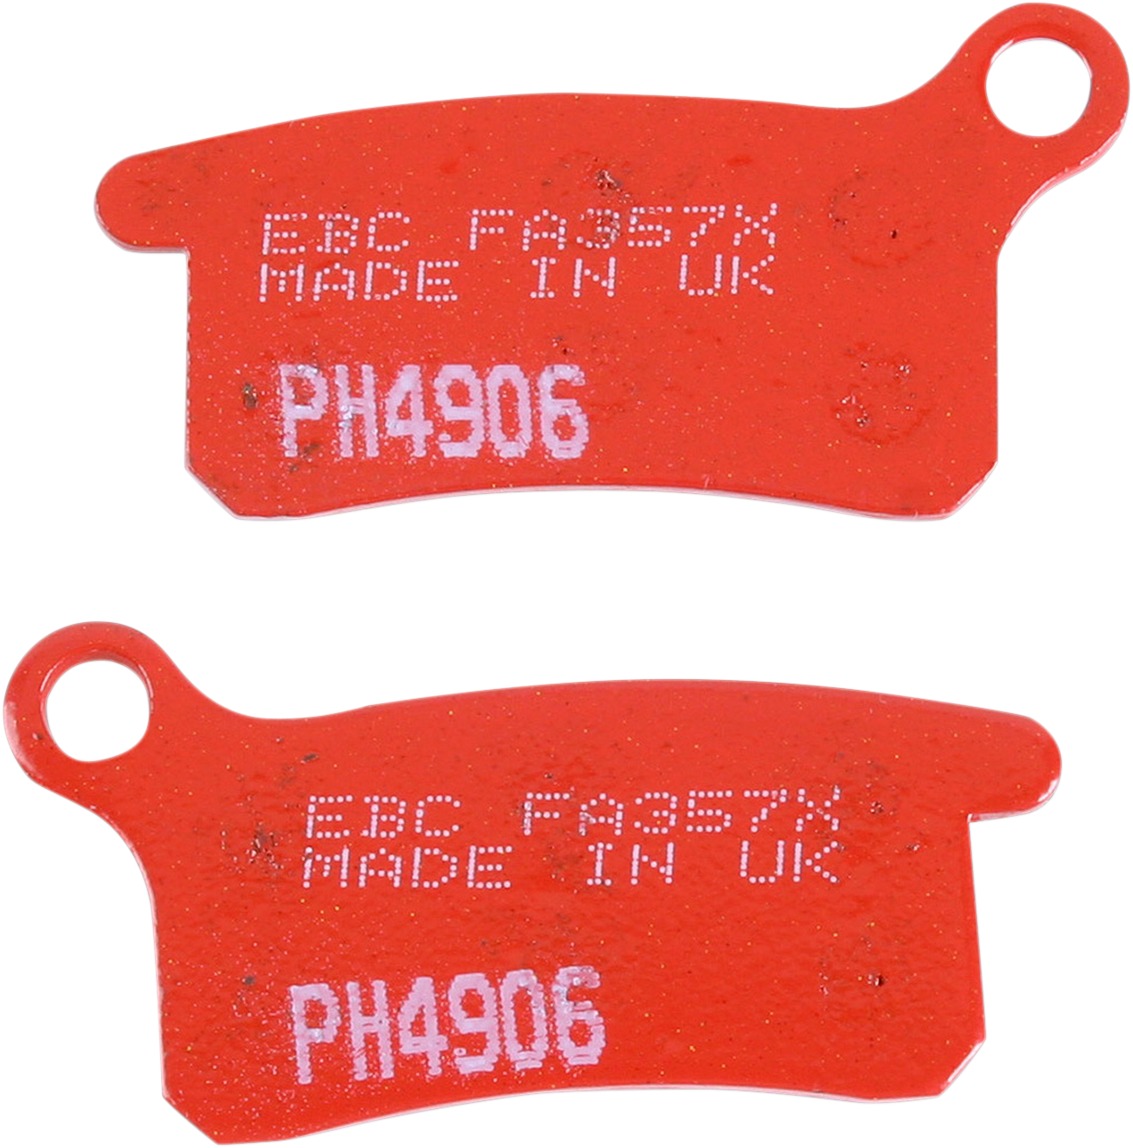 EBC FA357X
MADE IN UK
PH4906
EBC FA357X
MADE IN UK
PH4906